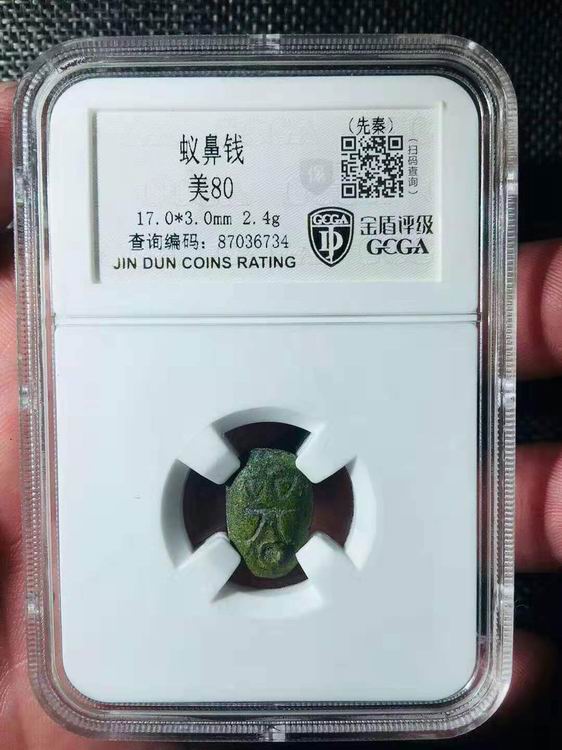 (先秦)
蚁鼻钱
美80
17.0*3.0mm 2.4g
查询编码: 87036734
JIN DUN COINS RATING
(扫码查询)
GCGA
金盾评级
GCGA